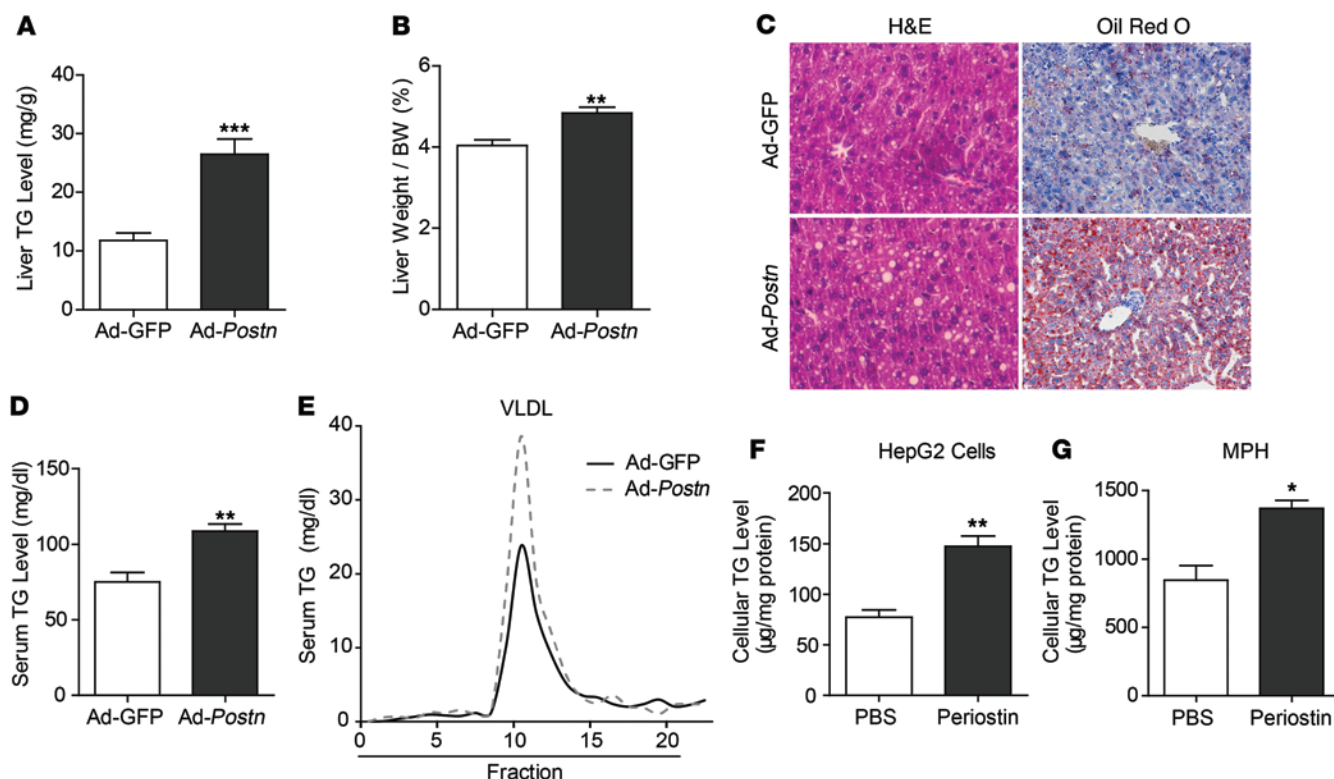 A
Liver TG Level (mg/g)
40
30
20
10
0
***
Ad-GFP Ad-Postn
B
Liver Weight / BW (%)
6
4
2
0
**
Ad-GFP Ad-Postn
C
H&E Oil Red O
Ad-GFP
Ad-Postn
D
Serum TG Level (mg/dl)
150
100
50
0
**
Ad-GFP Ad-Postn
E
VLDL
Serum TG (mg/dl)
40
30
20
10
0
Ad-GFP
Ad-Postn
0 5 10 15 20
Fraction
F
HepG2 Cells
Cellular TG Level
(µg/mg protein)
200
150
100
50
0
**
PBS Periostin
G
MPH
Cellular TG Level
(µg/mg protein)
1500
1000
500
0
*
PBS Periostin